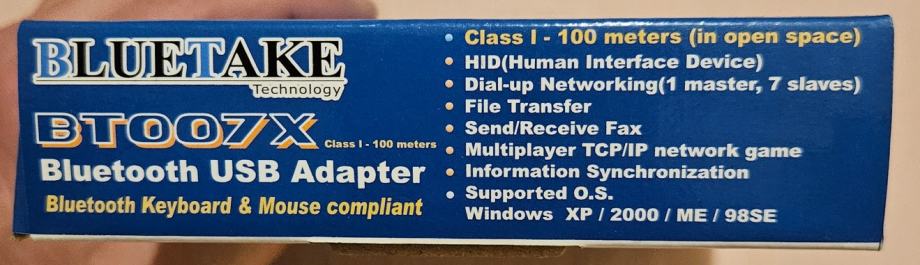 BLUETAKE
Technology
BT007X Class I - 100 meters
Bluetooth USB Adapter
Bluetooth Keyboard & Mouse compliant
• Class I - 100 meters (in open space)
• HID(Human Interface Device)
• Dial-up Networking(1 master, 7 slaves)
• File Transfer
• Send/Receive Fax
• Multiplayer TCP/IP network game
• Information Synchronization
• Supported O.S.
Windows XP / 2000 / ME / 98SE